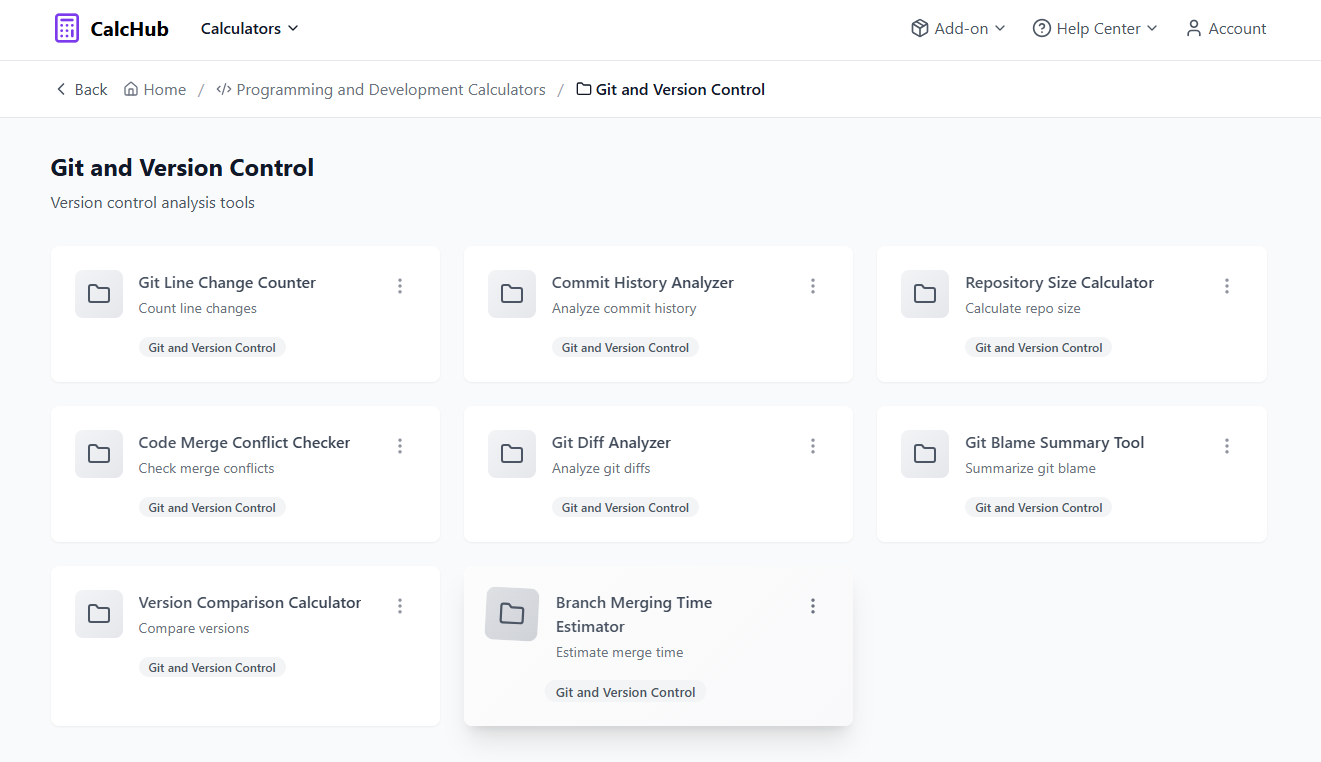 CalcHub
Calculators
Add-on
Help Center
Account
Back
Home
/
Programming and Development Calculators
/
Git and Version Control
Git and Version Control
Version control analysis tools
Git Line Change Counter
Count line changes
Git and Version Control
Commit History Analyzer
Analyze commit history
Git and Version Control
Repository Size Calculator
Calculate repo size
Git and Version Control
Code Merge Conflict Checker
Check merge conflicts
Git and Version Control
Git Diff Analyzer
Analyze git diffs
Git and Version Control
Git Blame Summary Tool
Summarize git blame
Git and Version Control
Version Comparison Calculator
Compare versions
Git and Version Control
Branch Merging Time
Estimator
Estimate merge time
Git and Version Control